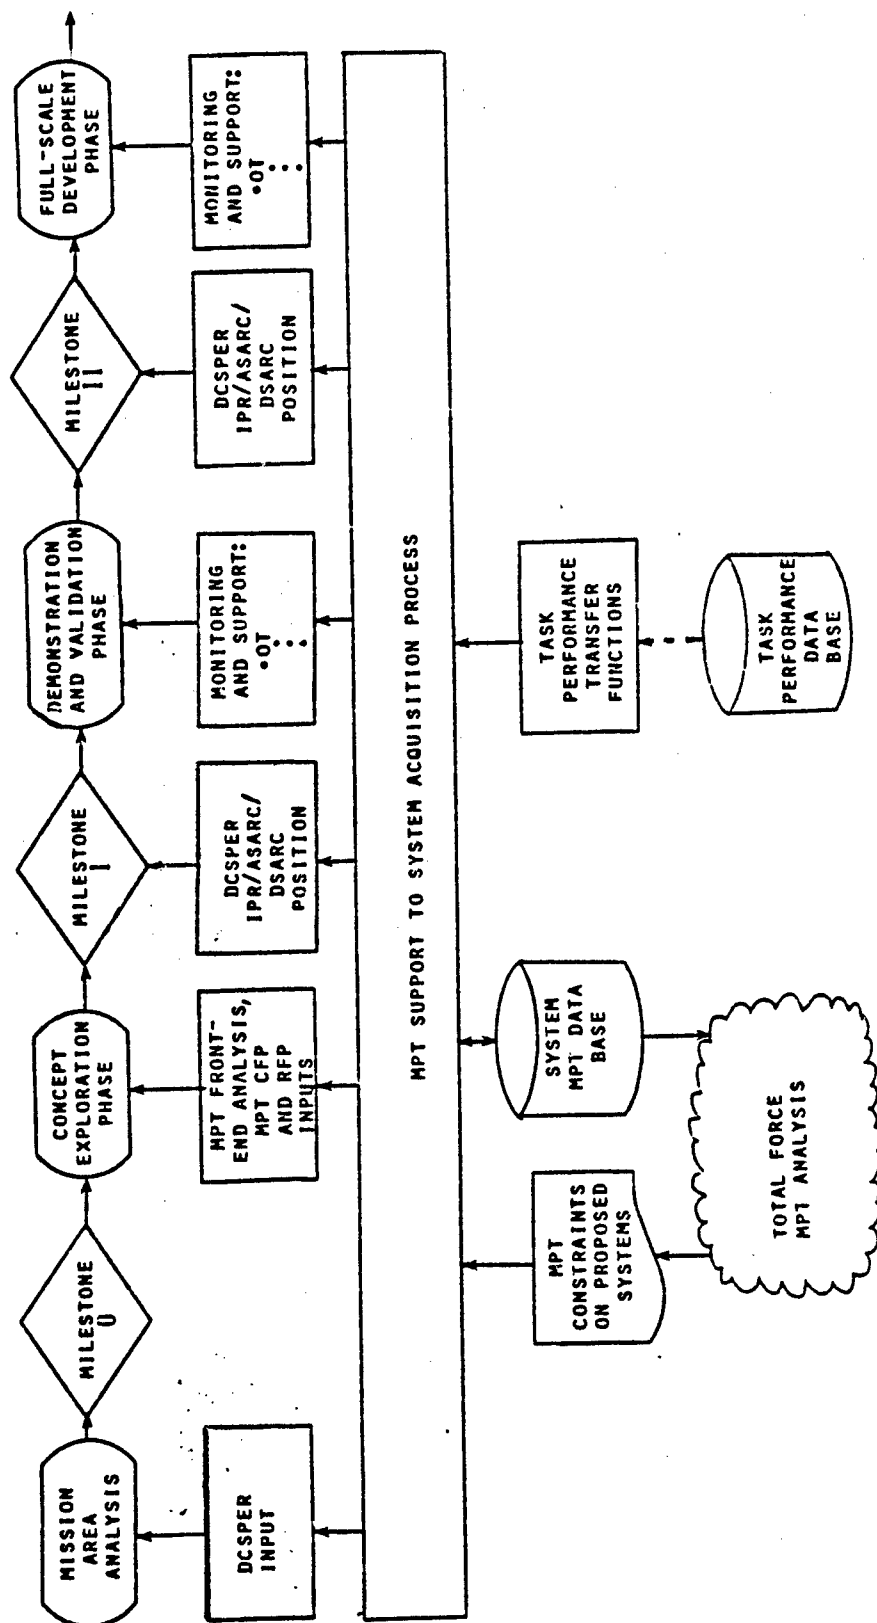 MISSION
AREA
ANALYSIS
MILESTONE
0
CONCEPT
EXPLORATION
PHASE
MILESTONE
I
DEMONSTRATION
AND VALIDATION
PHASE
MILESTONE
II
FULL-SCALE
DEVELOPMENT
PHASE
DCSPER
INPUT
MPT FRONT-
END ANALYSIS,
MPT CFP
AND RFP
INPUTS
DCSPER
IPR/ASARC/
DSARC
POSITION
MONITORING
AND SUPPORT:
•OT
•
•
DCSPER
IPR/ASARC/
DSARC
POSITION
MONITORING
AND SUPPORT:
•OT
•
•
MPT SUPPORT TO SYSTEM ACQUISITION PROCESS
MPT
CONSTRAINTS
ON PROPOSED
SYSTEMS
SYSTEM
MPT DATA
BASE
TASK
PERFORMANCE
TRANSFER
FUNCTIONS
TOTAL FORCE
MPT ANALYSIS
TASK
PERFORMANCE
DATA
BASE